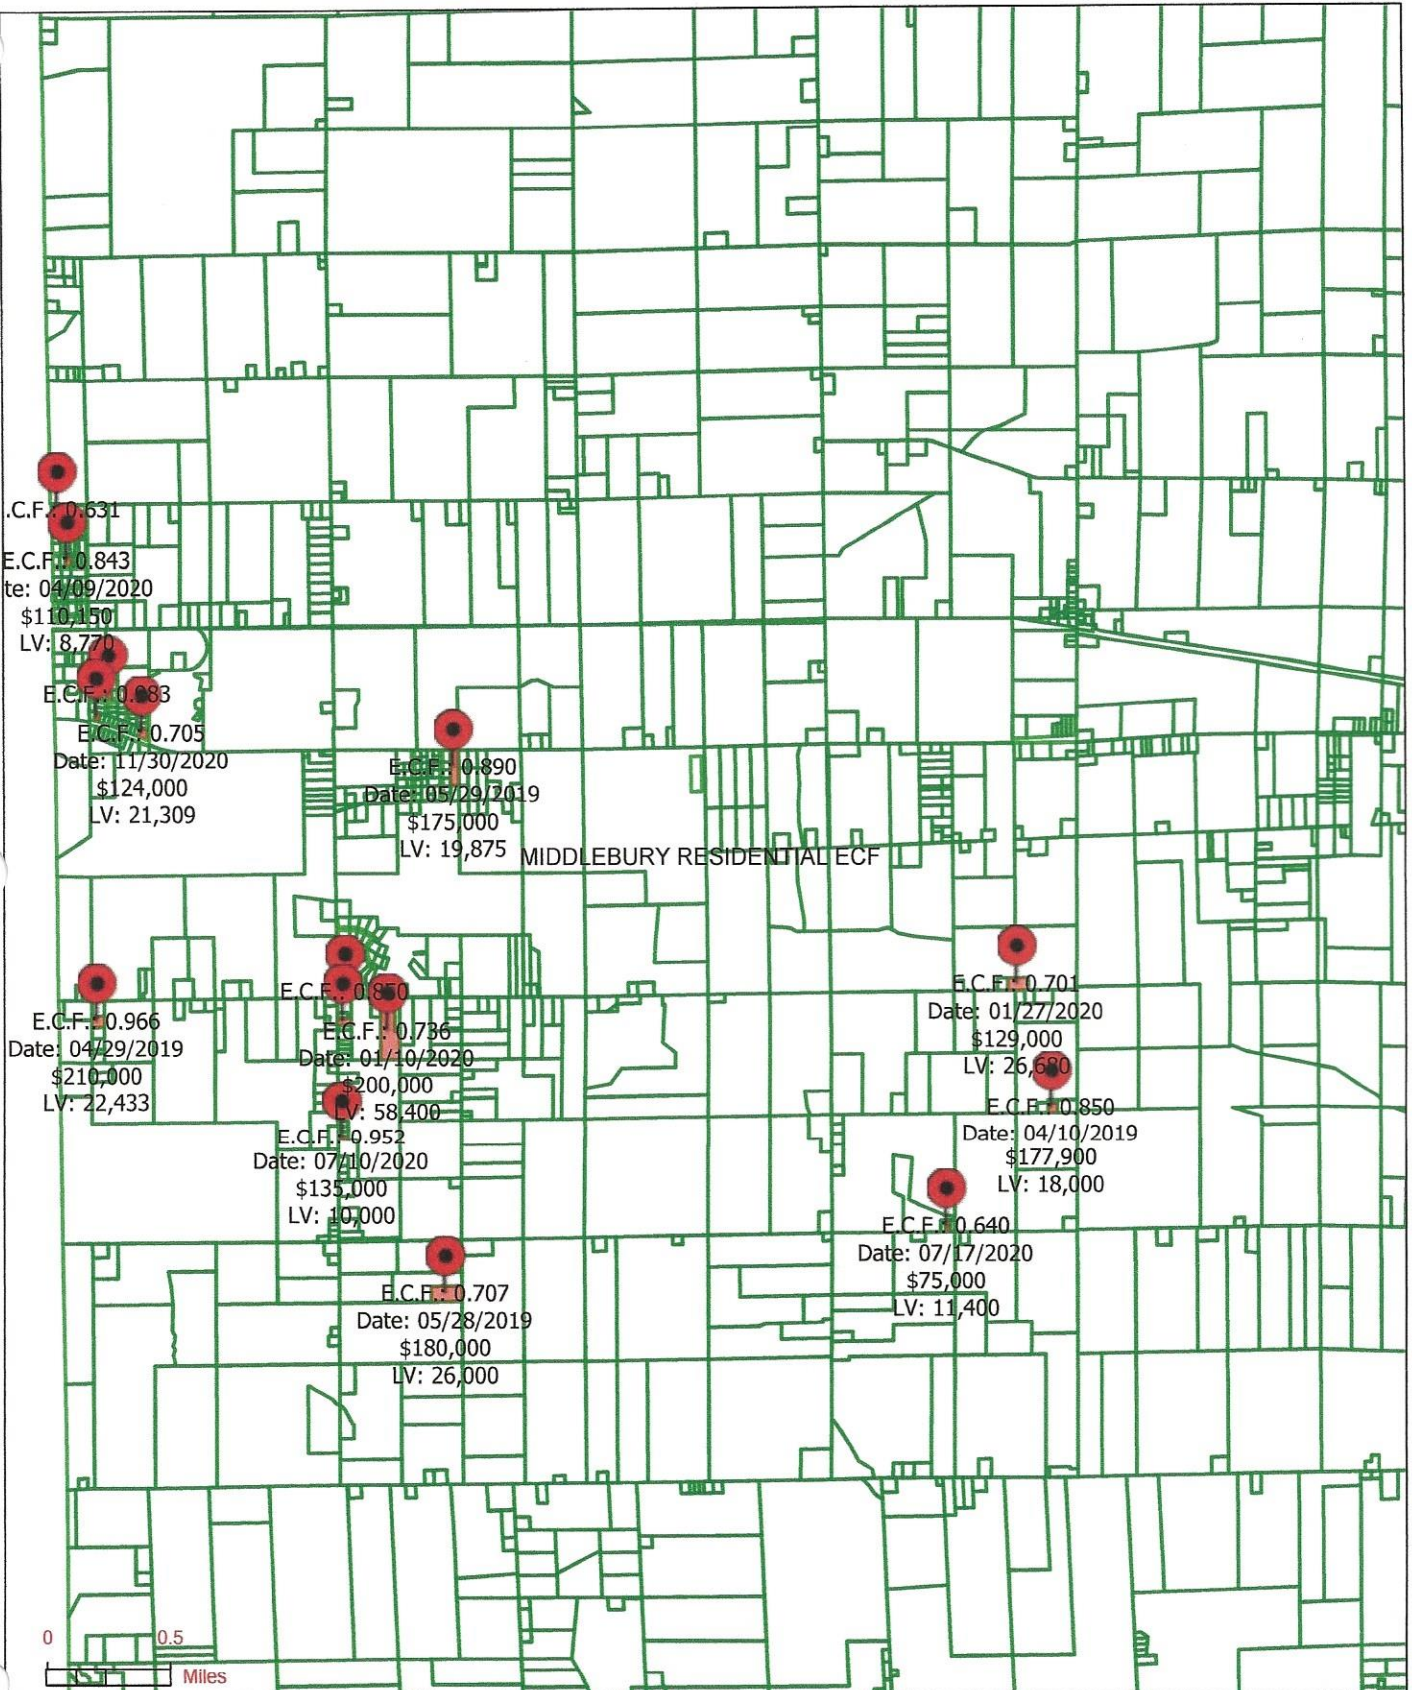 .C.F.: 0.631
E.C.F.: 0.843
te: 04/09/2020
$110,150
LV: 8,770
E.C.F.: 0.983
E.C.F.: 0.705
Date: 11/30/2020
$124,000
LV: 21,309
E.C.F.: 0.890
Date: 05/29/2019
$175,000
LV: 19,875
MIDDLEBURY RESIDENTIAL ECF
E.C.F.: 0.966
Date: 04/29/2019
$210,000
LV: 22,433
E.C.F.: 0.850
E.C.F.: 0.736
Date: 01/10/2020
$200,000
LV: 58,400
E.C.F.: 0.952
Date: 07/10/2020
$135,000
LV: 10,000
E.C.F.: 0.707
Date: 05/28/2019
$180,000
LV: 26,000
E.C.F.: 0.701
Date: 01/27/2020
$129,000
LV: 26,680
E.C.F.: 0.850
Date: 04/10/2019
$177,900
LV: 18,000
E.C.F.: 0.640
Date: 07/17/2020
$75,000
LV: 11,400
0 0.5
Miles